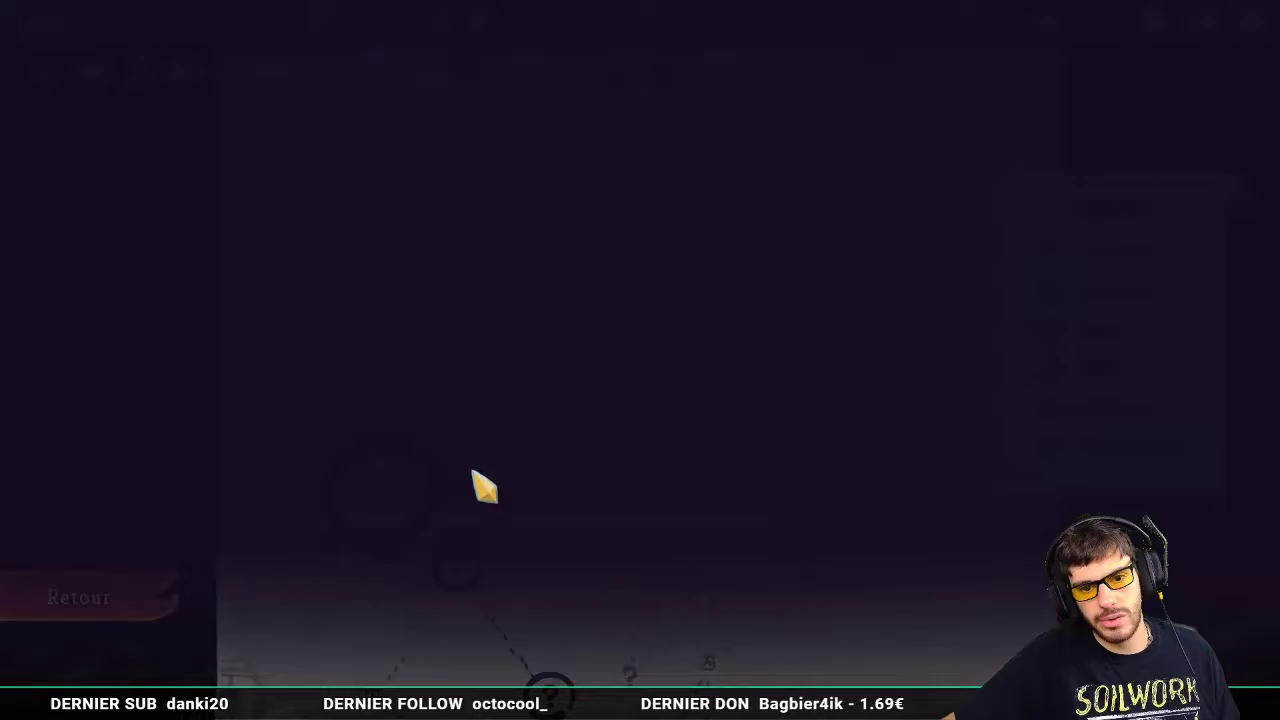 Retour
DERNIER SUB danki20 DERNIER FOLLOW octocool_ DERNIER DON Bagbier4ik - 1.69€
SOILWORK